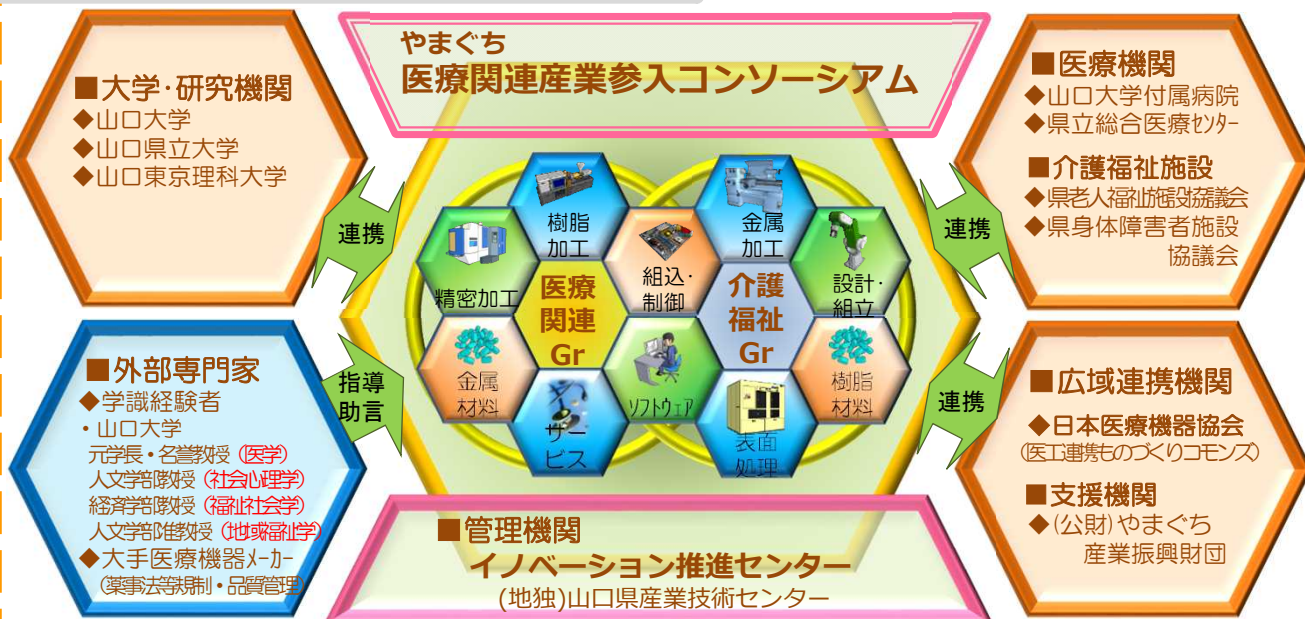 やまぐち
医療関連産業参入コンソーシアム
■大学・研究機関
◆山口大学
◆山口県立大学
◆山口東京理科大学
連携
■医療機関
◆山口大学付属病院
◆県立総合医療センター
■介護福祉施設
◆県老人福祉施設協議会
◆県身体障害者施設
協議会
連携
樹脂
加工
金属
加工
精密加工
医療
関連
Gr
組込・
制御
介護
福祉
Gr
設計・
組立
金属
材料
ソフトウェア
樹脂
材料
サー
ビス
表面
処理
■外部専門家
◆学識経験者
・山口大学
元学長・名誉教授（医学）
人文学部教授（社会心理学）
経済学部教授（福祉社会学）
人文学部准教授（地域福祉学）
◆大手医療機器メーカー
（薬事法等規制・品質管理）
指導
助言
連携
■広域連携機関
◆日本医療機器協会
（医工連携ものづくりコモンズ）
■支援機関
◆(公財)やまぐち
産業振興財団
■管理機関
イノベーション推進センター
(地独)山口県産業技術センター